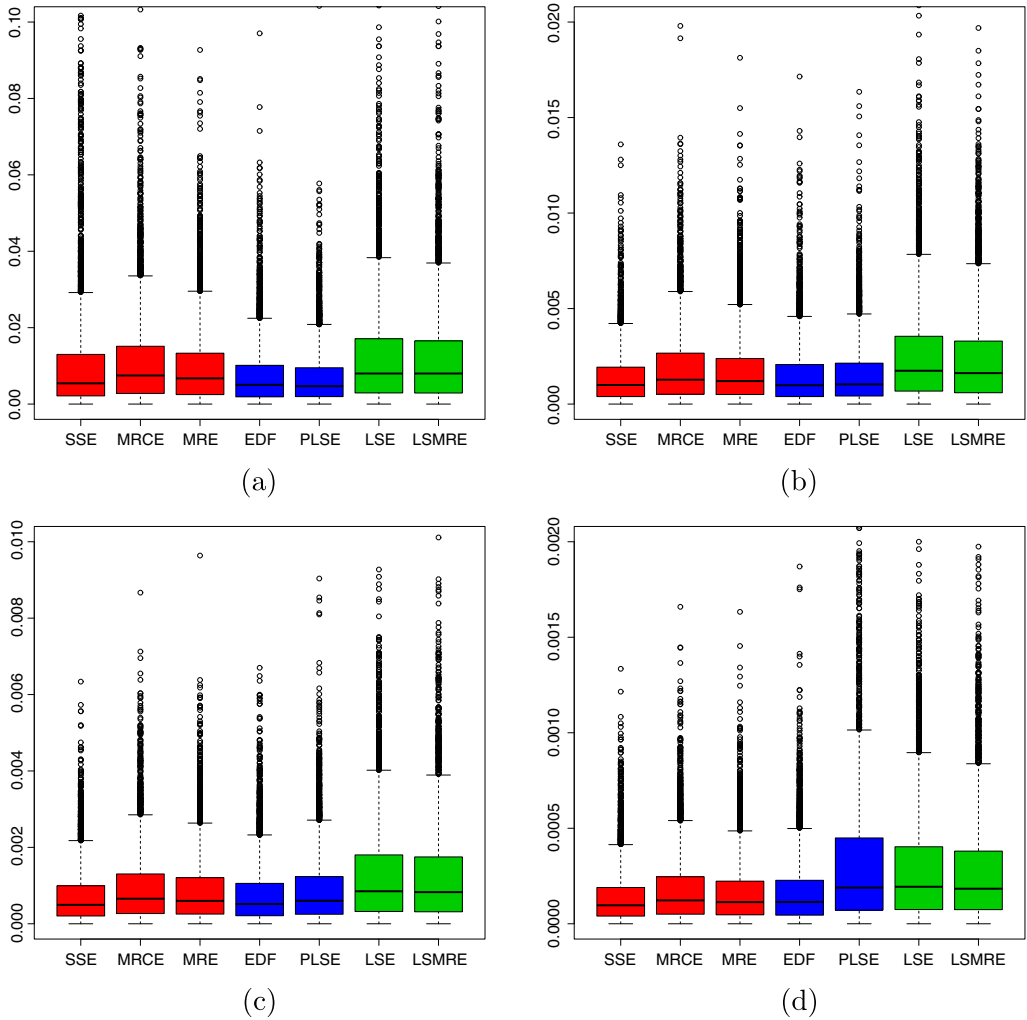 0.00 0.02 0.04 0.06 0.08 0.10
SSE MRCE MRE EDF PLSE LSE LSMRE
(a)
0.000 0.005 0.010 0.015 0.020
SSE MRCE MRE EDF PLSE LSE LSMRE
(b)
0.000 0.002 0.004 0.006 0.008 0.010
SSE MRCE MRE EDF PLSE LSE LSMRE
(c)
0.0000 0.0005 0.0010 0.0015 0.0020
SSE MRCE MRE EDF PLSE LSE LSMRE
(d)